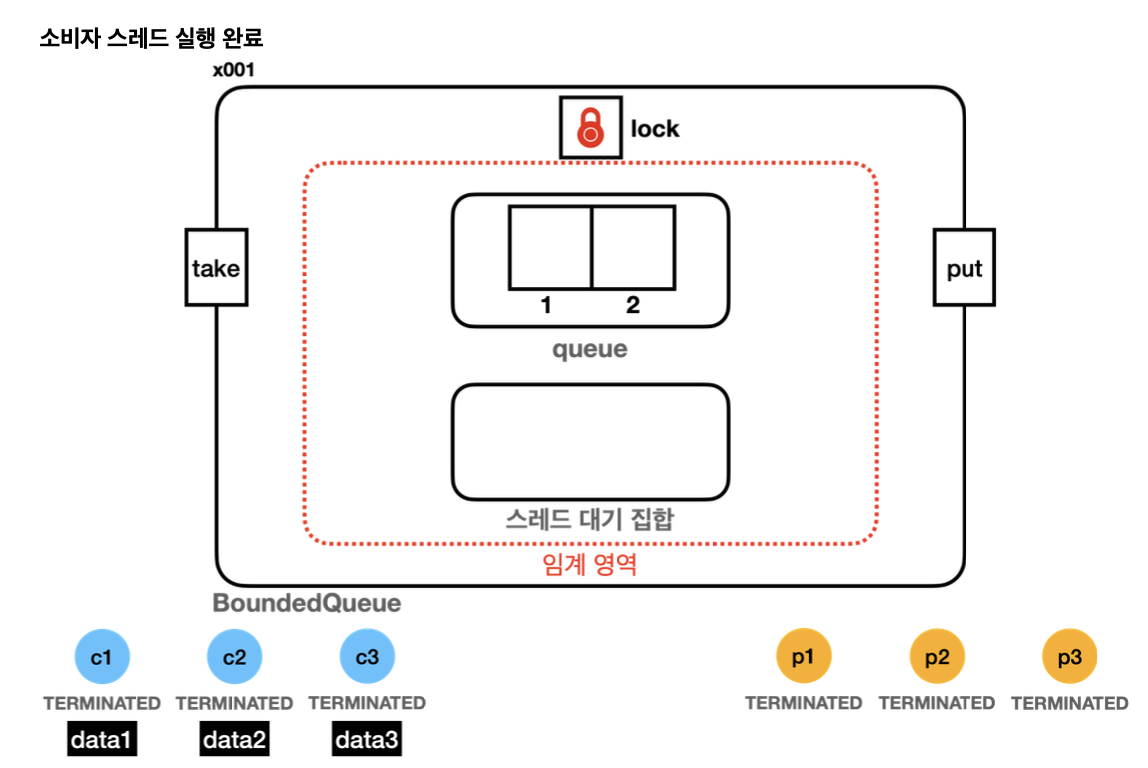 소비자 스레드 실행 완료
x001
lock
take
put
1 2
queue
스레드 대기 집합
임계 영역
BoundedQueue
c1 c2 c3 p1 p2 p3
TERMINATED TERMINATED TERMINATED TERMINATED TERMINATED TERMINATED
data1 data2 data3